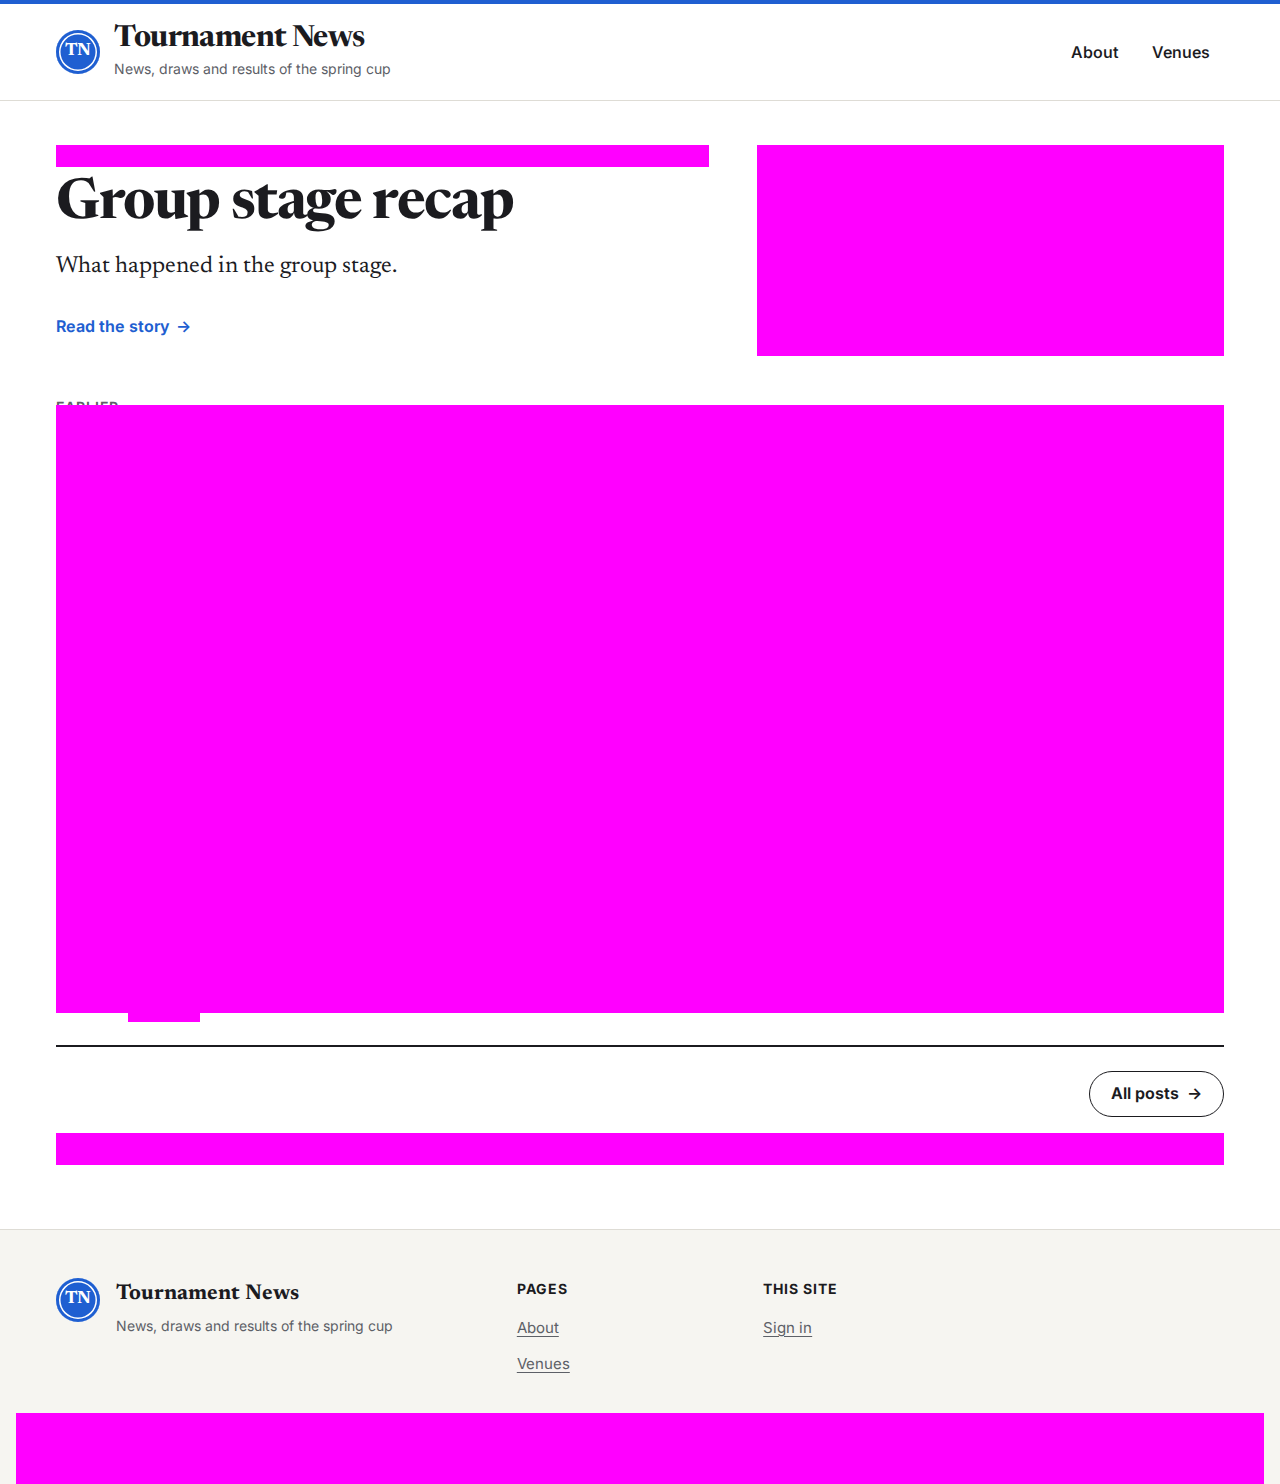 TN
Tournament News
News, draws and results of the spring cup
About
Venues
Group stage recap
What happened in the group stage.
Read the story →
EARLIER
All posts →
TN
Tournament News
News, draws and results of the spring cup
PAGES
About
Venues
THIS SITE
Sign in